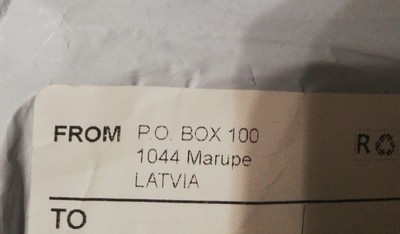 FROM P.O. BOX 100
1044 Marupe
LATVIA
R
TO